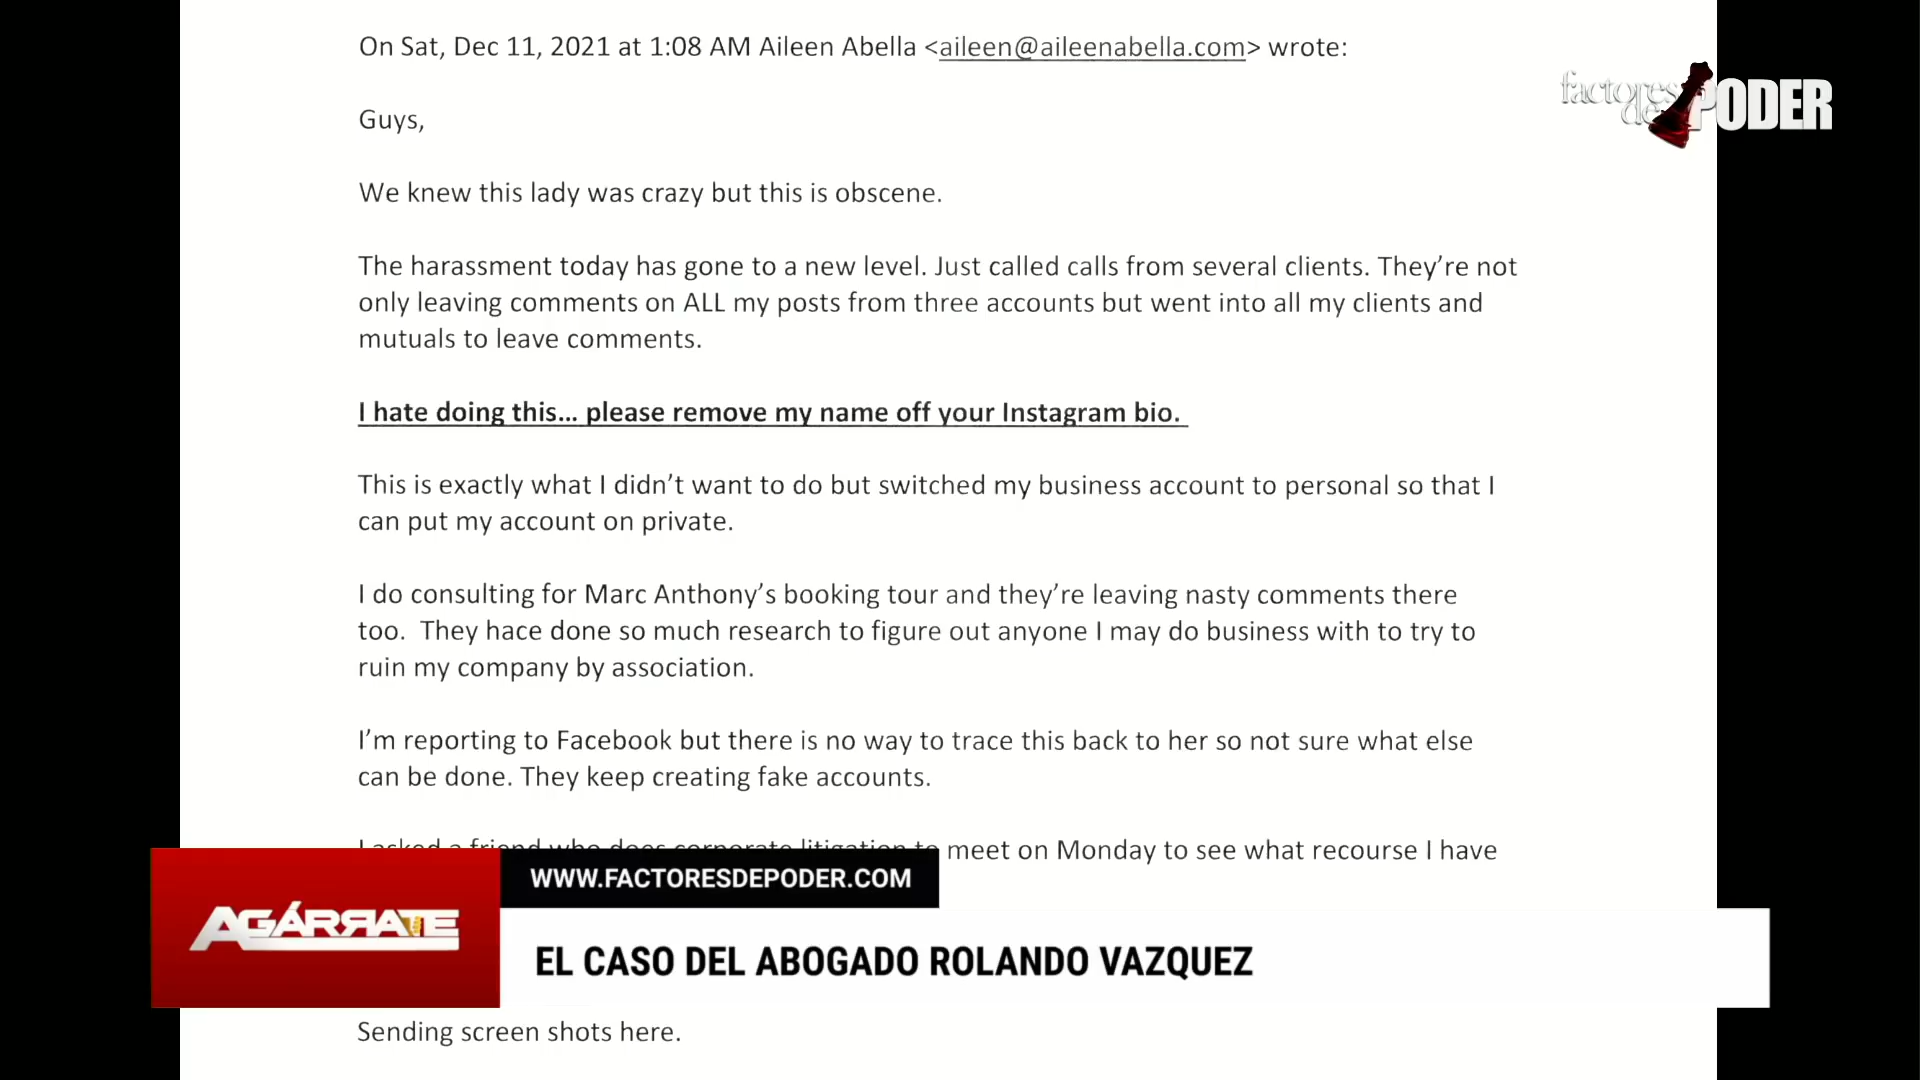 On Sat, Dec 11, 2021 at 1:08 AM Aileen Abella <aileen@aileenabella.com> wrote:
factores de PODER
Guys,
We knew this lady was crazy but this is obscene.
The harassment today has gone to a new level. Just called calls from several clients. They’re not
only leaving comments on ALL my posts from three accounts but went into all my clients and
mutuals to leave comments.
I hate doing this... please remove my name off your Instagram bio.
This is exactly what I didn’t want to do but switched my business account to personal so that I
can put my account on private.
I do consulting for Marc Anthony’s booking tour and they’re leaving nasty comments there
too.  They hace done so much research to figure out anyone I may do business with to try to
ruin my company by association.
I’m reporting to Facebook but there is no way to trace this back to her so not sure what else
can be done. They keep creating fake accounts.
I asked a friend who does corporate litigation to meet on Monday to see what recourse I have
WWW.FACTORESDEPODER.COM
AGÁRRATE
EL CASO DEL ABOGADO ROLANDO VAZQUEZ
Sending screen shots here.